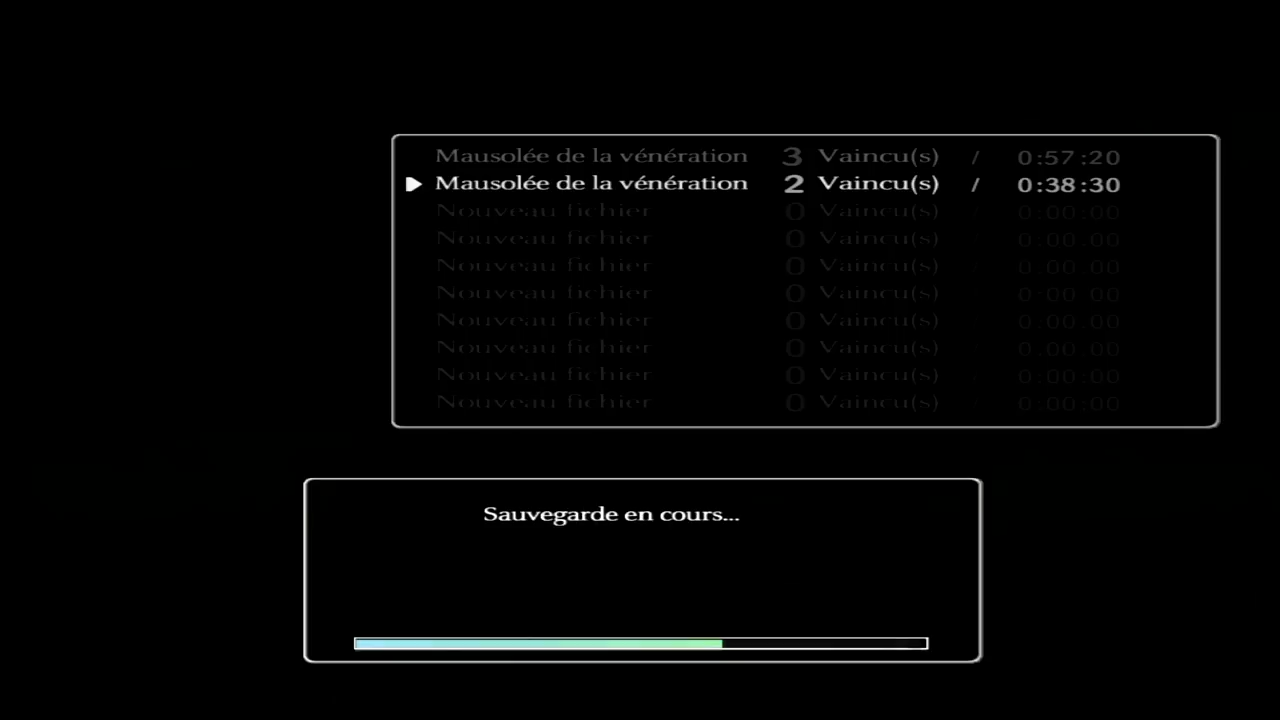 Mausolée de la vénération 3 Vaincu(s) / 0:57:20
Mausolée de la vénération 2 Vaincu(s) / 0:38:30
Nouveau fichier 0 Vaincu(s) / 0:00:00
Nouveau fichier 0 Vaincu(s) / 0:00:00
Nouveau fichier 0 Vaincu(s) / 0:00:00
Nouveau fichier 0 Vaincu(s) / 0:00:00
Nouveau fichier 0 Vaincu(s) / 0:00:00
Nouveau fichier 0 Vaincu(s) / 0:00:00
Nouveau fichier 0 Vaincu(s) / 0:00:00
Nouveau fichier 0 Vaincu(s) / 0:00:00
Sauvegarde en cours...